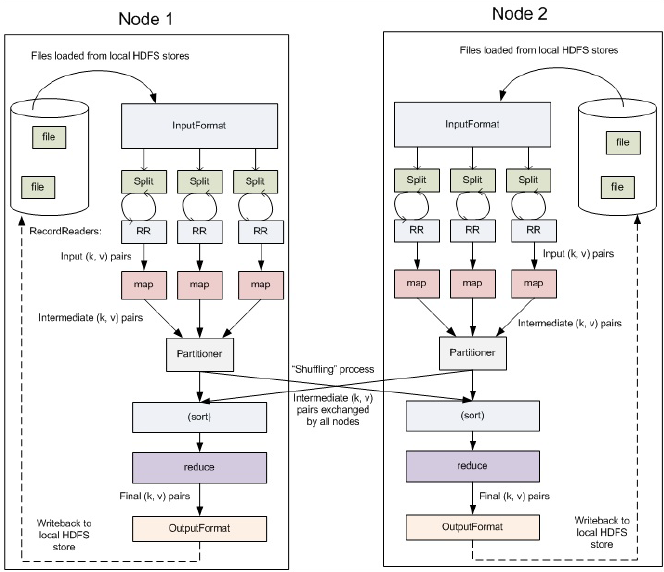 Node 1
Files loaded from local HDFS stores
file
file
InputFormat
Split
Split
Split
RecordReaders:
RR
RR
RR
Input (k, v) pairs
map
map
map
Intermediate (k, v) pairs
Partitioner
(sort)
reduce
Final (k, v) pairs
OutputFormat
Writeback to
local HDFS
store
"Shuffling" process
Intermediate (k, v)
pairs exchanged
by all nodes
Node 2
Files loaded from local HDFS stores
InputFormat
file
file
Split
Split
Split
RR
RR
RR
Input (k, v) pairs
map
map
map
Intermediate (k, v) pairs
Partitioner
(sort)
reduce
Final (k, v) pairs
OutputFormat
Writeback to
local HDFS
store